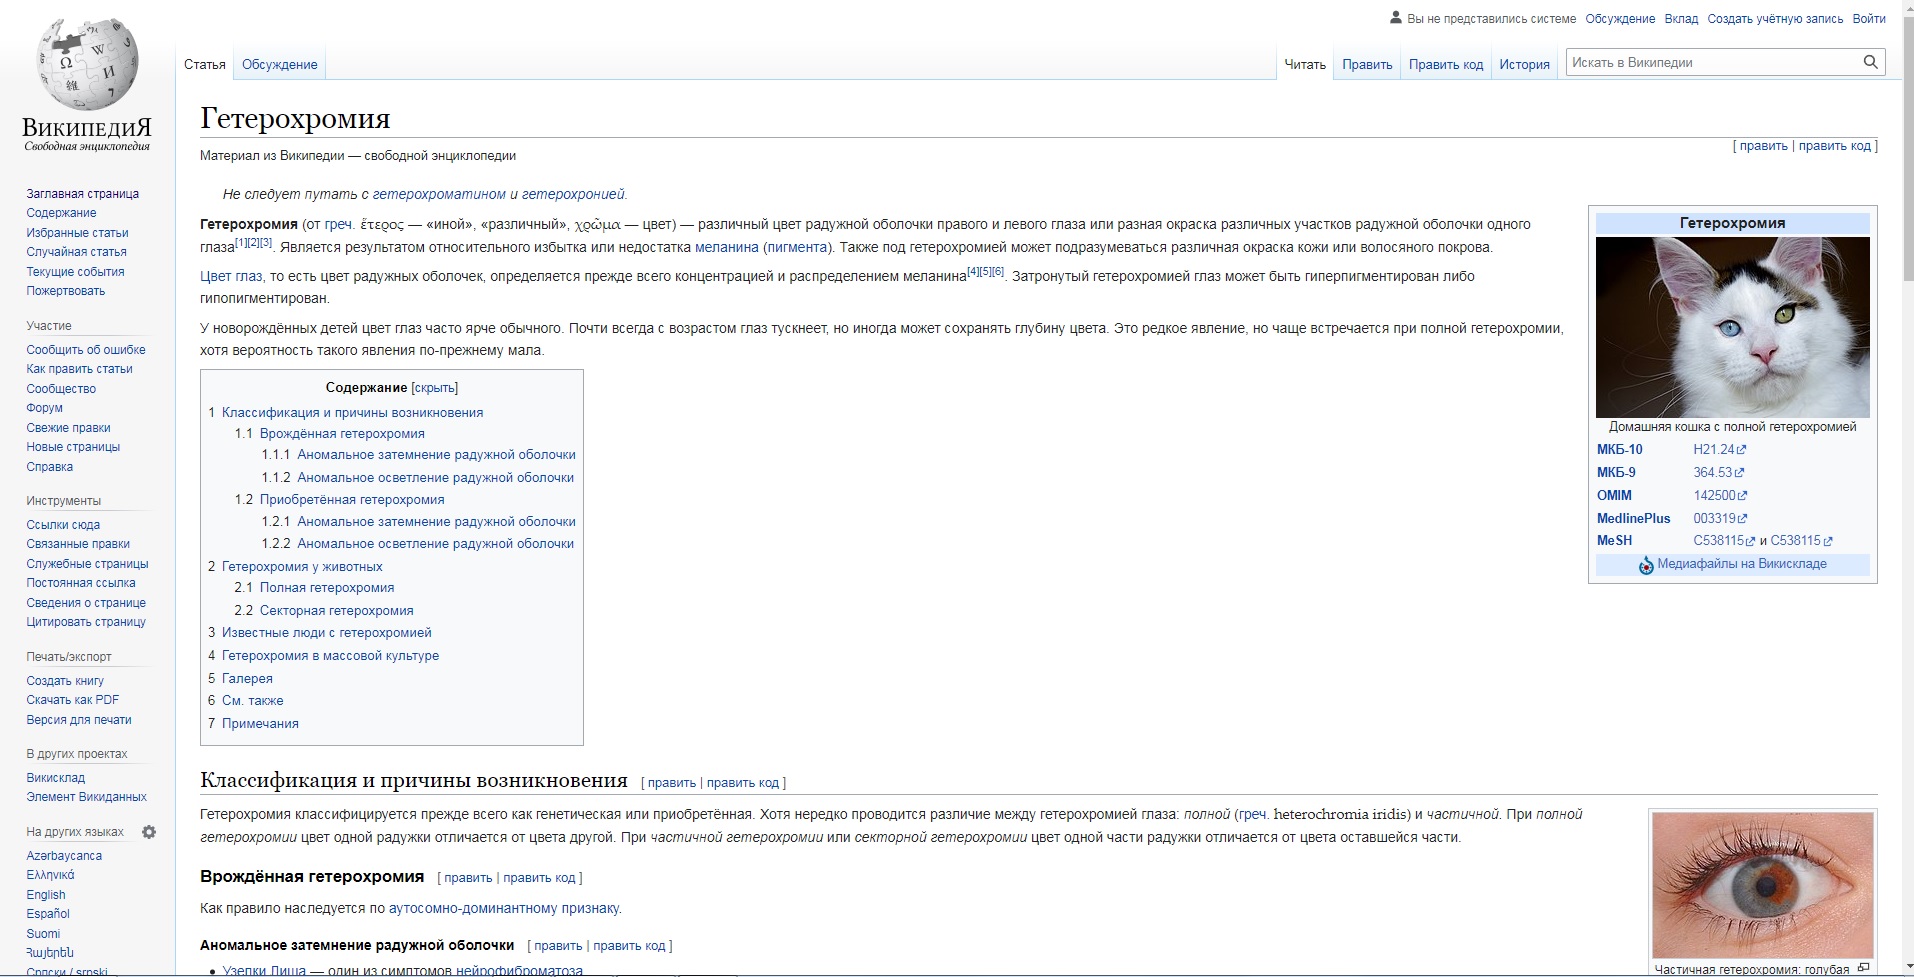 Вы не представились системе Обсуждение Вклад Создать учётную запись Войти
Статья Обсуждение Читать Править Править код История Искать в Википедии
ВикипедиЯ
Свободная энциклопедия
Заглавная страница
Содержание
Избранные статьи
Случайная статья
Текущие события
Пожертвовать
Участие
Сообщить об ошибке
Как править статьи
Сообщество
Форум
Свежие правки
Новые страницы
Справка
Инструменты
Ссылки сюда
Связанные правки
Служебные страницы
Постоянная ссылка
Сведения о странице
Цитировать страницу
Печать/экспорт
Создать книгу
Скачать как PDF
Версия для печати
В других проектах
Викисклад
Элемент Викиданных
На других языках
Azərbaycanca
Ελληνικά
English
Español
Suomi
Հայերեն
Српски / srpski
Гетерохромия
[ править | править код ]
Материал из Википедии — свободной энциклопедии
Не следует путать с гетерохроматином и гетерохронией.
Гетерохромия (от греч. ἕτερος — «иной», «различный», χρῶμα — цвет) — различный цвет радужной оболочки правого и левого глаза или разная окраска различных участков радужной оболочки одного
глаза[1][2][3]. Является результатом относительного избытка или недостатка меланина (пигмента). Также под гетерохромией может подразумеваться различная окраска кожи или волосяного покрова.
Цвет глаз, то есть цвет радужных оболочек, определяется прежде всего концентрацией и распределением меланина[4][5][6]. Затронутый гетерохромией глаз может быть гиперпигментирован либо
гипопигментирован.
У новорождённых детей цвет глаз часто ярче обычного. Почти всегда с возрастом глаз тускнеет, но иногда может сохранять глубину цвета. Это редкое явление, но чаще встречается при полной гетерохромии,
хотя вероятность такого явления по-прежнему мала.
Гетерохромия
Домашняя кошка с полной гетерохромией
МКБ-10 H21.24
МКБ-9 364.53
OMIM 142500
MedlinePlus 003319
MeSH C538115 и C538115
Медиафайлы на Викискладе
Содержание [скрыть]
1 Классификация и причины возникновения
1.1 Врождённая гетерохромия
1.1.1 Аномальное затемнение радужной оболочки
1.1.2 Аномальное осветление радужной оболочки
1.2 Приобретённая гетерохромия
1.2.1 Аномальное затемнение радужной оболочки
1.2.2 Аномальное осветление радужной оболочки
2 Гетерохромия у животных
2.1 Полная гетерохромия
2.2 Секторная гетерохромия
3 Известные люди с гетерохромией
4 Гетерохромия в массовой культуре
5 Галерея
6 См. также
7 Примечания
Классификация и причины возникновения [ править | править код ]
Гетерохромия классифицируется прежде всего как генетическая или приобретённая. Хотя нередко проводится различие между гетерохромией глаза: полной (греч. heterochromia iridis) и частичной. При полной
гетерохромии цвет одной радужки отличается от цвета другой. При частичной гетерохромии или секторной гетерохромии цвет одной части радужки отличается от цвета оставшейся части.
Врождённая гетерохромия [ править | править код ]
Как правило наследуется по аутосомно-доминантному признаку.
Аномальное затемнение радужной оболочки [ править | править код ]
• Узелки Лиша — один из симптомов нейрофиброматоза
Частичная гетерохромия: голубая